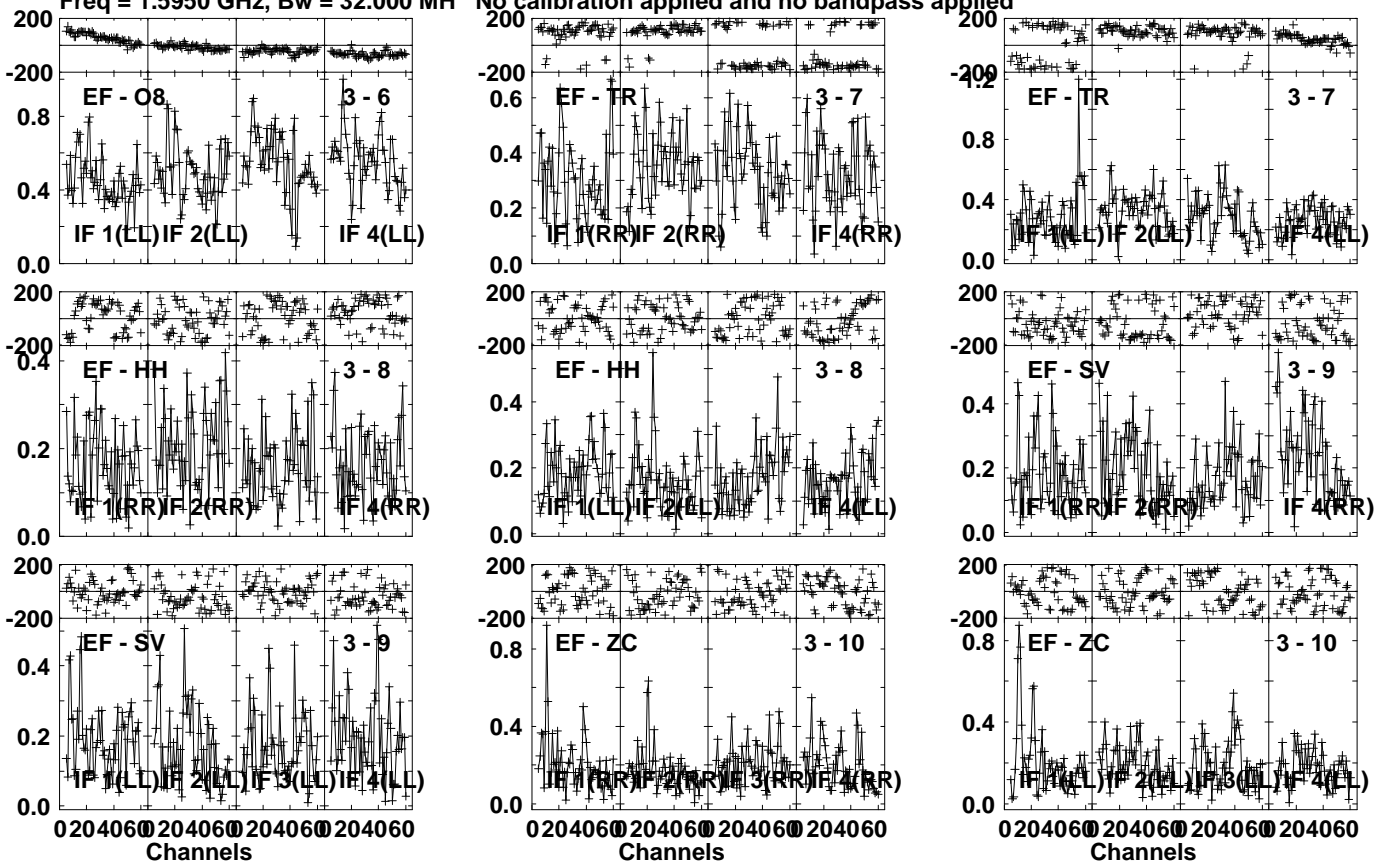 Freq = 1.5950 GHz, Bw = 32.000 MH No calibration applied and no bandpass applied
200 200 200
-200 -200 -200
EF - O8 3 - 6 EF - TR 3 - 7 EF - TR 3 - 7
1.2
0.8 0.6 0.8
0.4 0.4 0.4
0.2
IF 1(LL) IF 2(LL) IF 4(LL) IF 1(RR) IF 2(RR) IF 4(RR) IF 1(LL) IF 2(LL) IF 4(LL)
0.0 0.0 0.0
200 200 200
-200 -200 -200
EF - HH 3 - 8 EF - HH 3 - 8 EF - SV 3 - 9
0.4 0.4 0.4
0.2 0.2 0.2
IF 1(RR) IF 2(RR) IF 4(RR) IF 1(LL) IF 2(LL) IF 4(LL) IF 1(RR) IF 2(RR) IF 4(RR)
0.0 0.0 0.0
200 200 200
-200 -200 -200
EF - SV 3 - 9 EF - ZC 3 - 10 EF - ZC 3 - 10
0.4 0.8 0.8
0.2 0.4 0.4
IF 1(LL) IF 2(LL) IF 3(LL) IF 4(LL) IF 1(RR) IF 2(RR) IF 3(RR) IF 4(RR) IF 1(LL) IF 2(LL) IF 3(LL) IF 4(LL)
0.0 0.0 0.0
0 20 40 60 0 20 40 60 0 20 40 60 0 20 40 60 0 20 40 60 0 20 40 60 0 20 40 60 0 20 40 60 0 20 40 60 0 20 40 60 0 20 40 60 0 20 40 60
Channels Channels Channels